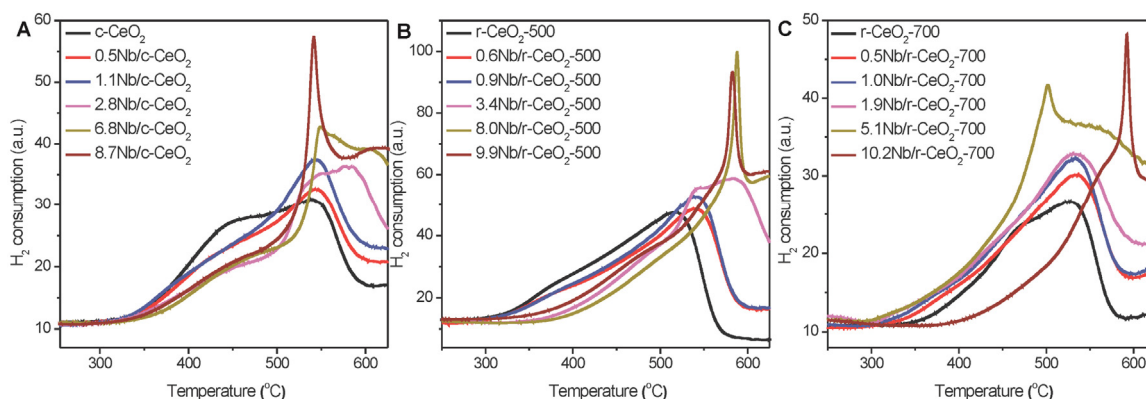 A
H₂ consumption (a.u.)
60
50
40
30
20
10
c-CeO₂
0.5Nb/c-CeO₂
1.1Nb/c-CeO₂
2.8Nb/c-CeO₂
6.8Nb/c-CeO₂
8.7Nb/c-CeO₂
300 400 500 600
Temperature (°C)
B
H₂ consumption (a.u.)
100
80
60
40
20
r-CeO₂-500
0.6Nb/r-CeO₂-500
0.9Nb/r-CeO₂-500
3.4Nb/r-CeO₂-500
8.0Nb/r-CeO₂-500
9.9Nb/r-CeO₂-500
300 400 500 600
Temperature (°C)
C
H₂ consumption (a.u.)
50
40
30
20
10
r-CeO₂-700
0.5Nb/r-CeO₂-700
1.0Nb/r-CeO₂-700
1.9Nb/r-CeO₂-700
5.1Nb/r-CeO₂-700
10.2Nb/r-CeO₂-700
300 400 500 600
Temperature (°C)